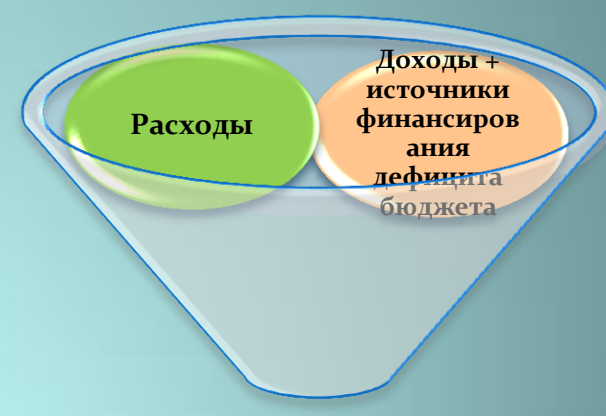 Расходы
Доходы +
источники
финансиров
ания
дефицита
бюджета